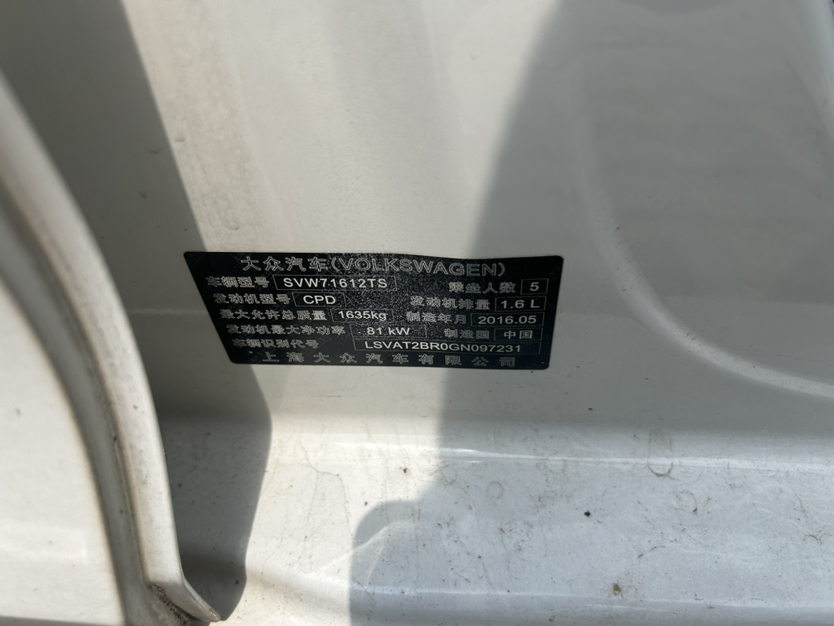 大众汽车(VOLKSWAGEN)
车辆型号 SVW71612TS 乘坐人数 5
发动机型号 CPD 发动机排量 1.6 L
最大允许总质量 1635kg 制造年月 2016.05
发动机最大净功率 81 kW 制造国 中国
车辆识别代号 LSVAT2BR0GN097231
上海大众汽车有限公司